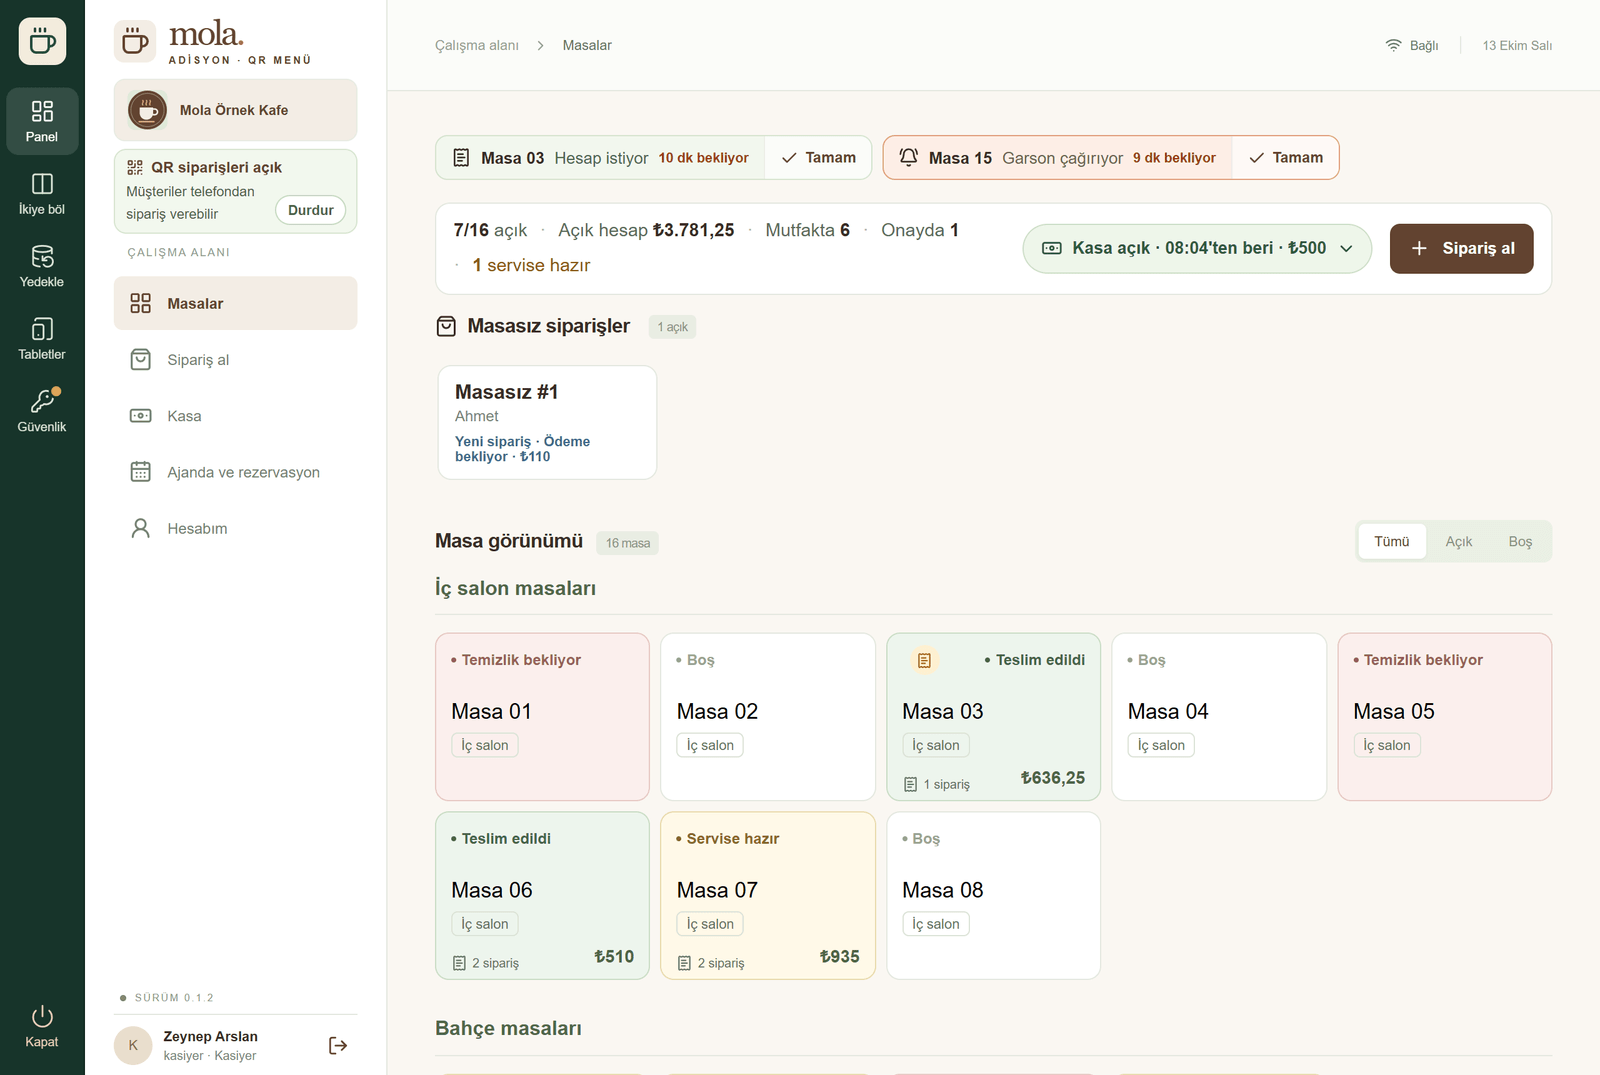 Panel
İkiye böl
Yedekle
Tabletler
Güvenlik
Kapat
mola.
ADİSYON · QR MENÜ
Mola Örnek Kafe
QR siparişleri açık
Müşteriler telefondan
sipariş verebilir
Durdur
ÇALIŞMA ALANI
Masalar
Sipariş al
Kasa
Ajanda ve rezervasyon
Hesabım
SÜRÜM 0.1.2
K
Zeynep Arslan
kasiyer · Kasiyer
Çalışma alanı > Masalar
Bağlı
13 Ekim Salı
Masa 03 Hesap istiyor 10 dk bekliyor Tamam
Masa 15 Garson çağırıyor 9 dk bekliyor Tamam
7/16 açık · Açık hesap ₺3.781,25 · Mutfakta 6 · Onayda 1
· 1 servise hazır
Kasa açık · 08:04'ten beri · ₺500
Sipariş al
Masasız siparişler 1 açık
Masasız #1
Ahmet
Yeni sipariş · Ödeme
bekliyor · ₺110
Masa görünümü 16 masa
Tümü Açık Boş
İç salon masaları
• Temizlik bekliyor
Masa 01
İç salon
• Boş
Masa 02
İç salon
• Teslim edildi
Masa 03
İç salon
1 sipariş ₺636,25
• Boş
Masa 04
İç salon
• Temizlik bekliyor
Masa 05
İç salon
• Teslim edildi
Masa 06
İç salon
2 sipariş ₺510
• Servise hazır
Masa 07
İç salon
2 sipariş ₺935
• Boş
Masa 08
İç salon
Bahçe masaları